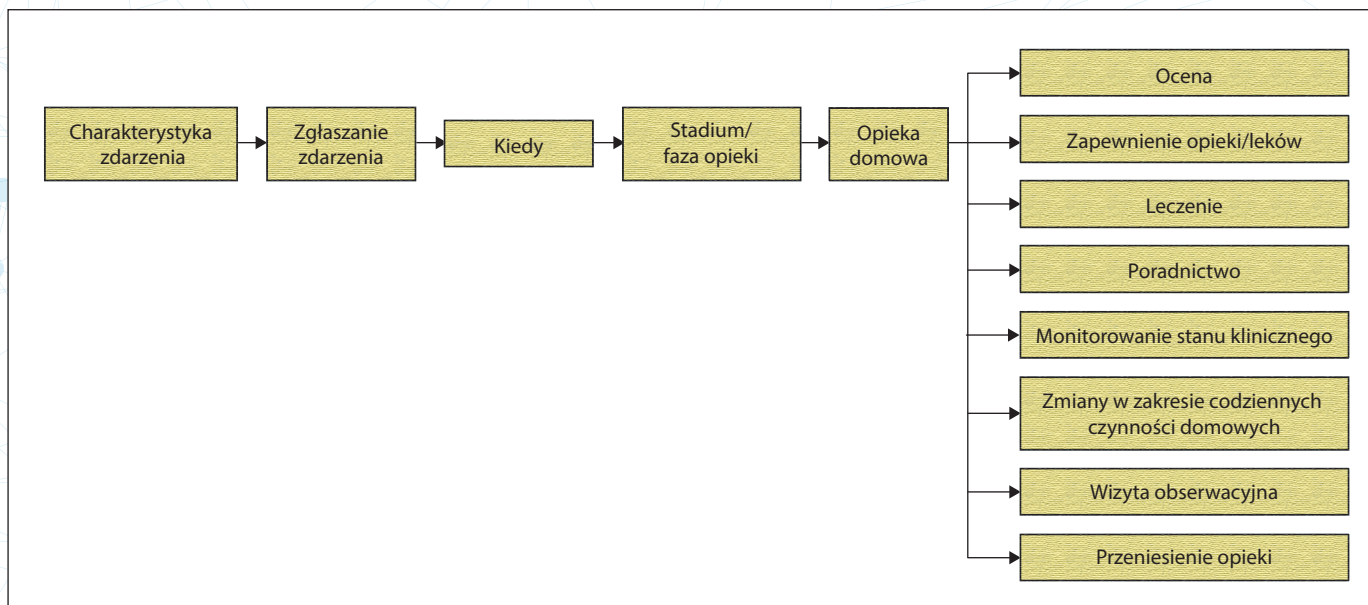 Charakterystyka
zdarzenia
Zgłaszanie
zdarzenia
Kiedy
Stadium/
faza opieki
Opieka
domowa
Ocena
Zapewnienie opieki/leków
Leczenie
Poradnictwo
Monitorowanie stanu klinicznego
Zmiany w zakresie codziennych
czynności domowych
Wizyta obserwacyjna
Przeniesienie opieki